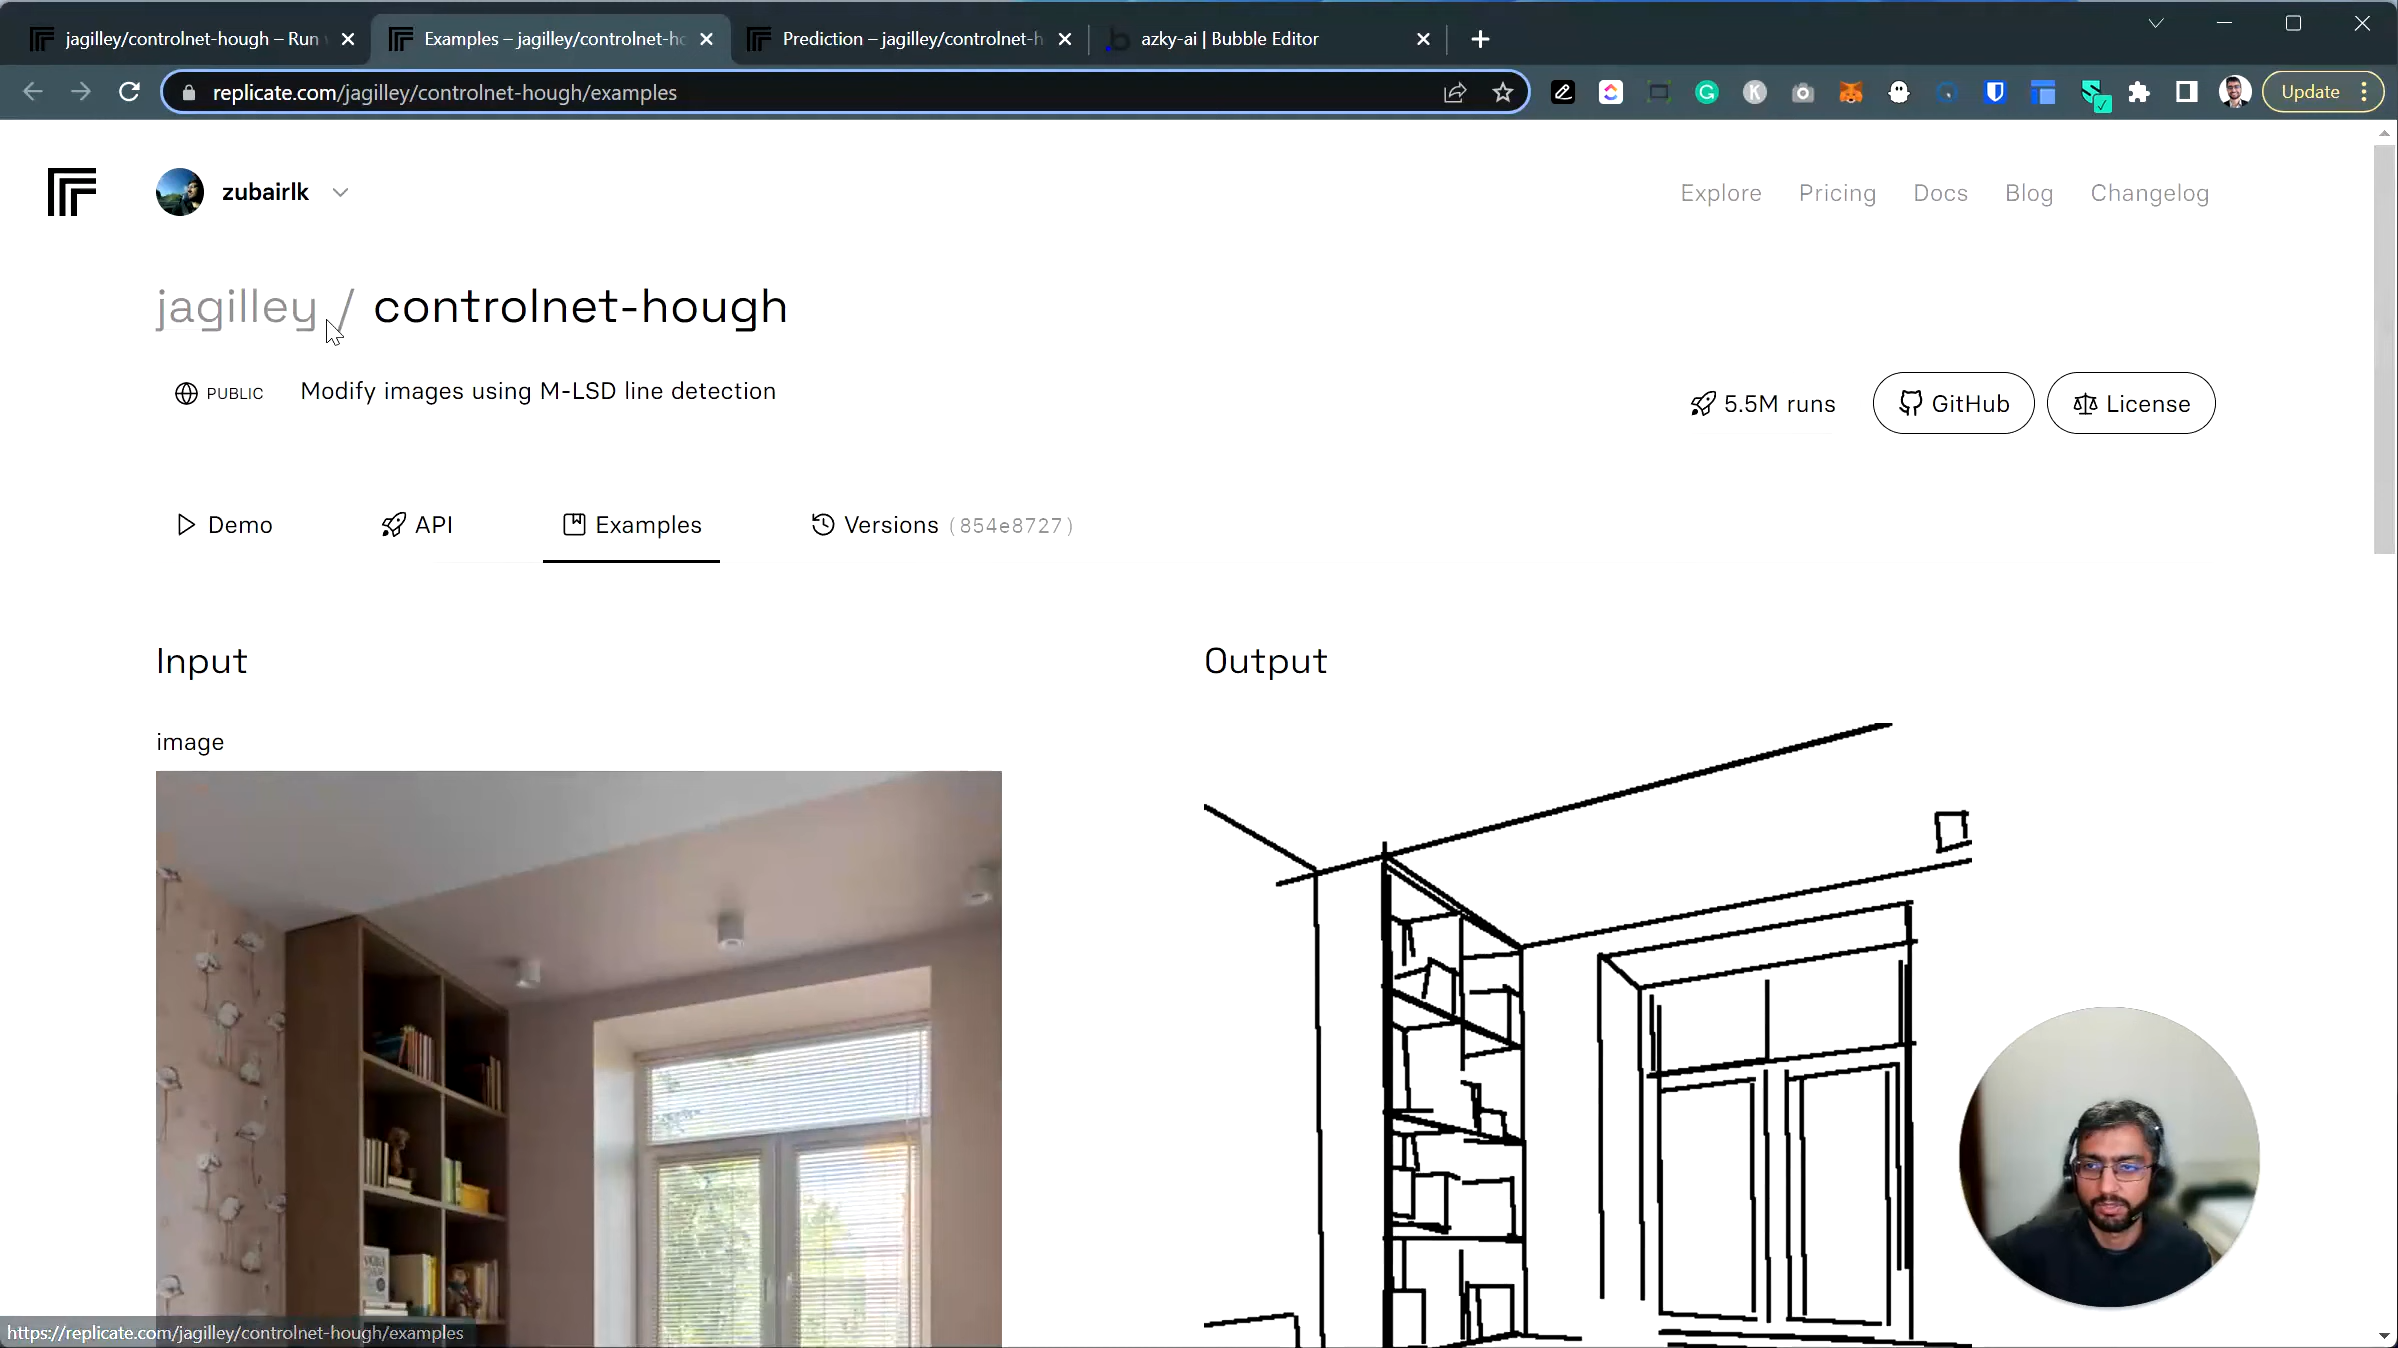 jagilley/controlnet-hough – Run
Examples – jagilley/controlnet-h
Prediction – jagilley/controlnet-h
azky-ai | Bubble Editor
replicate.com/jagilley/controlnet-hough/examples
Update
zubairlk
Explore
Pricing
Docs
Blog
Changelog
jagilley / controlnet-hough
PUBLIC
Modify images using M-LSD line detection
5.5M runs
GitHub
License
Demo
API
Examples
Versions (854e8727)
Input
Output
image
https://replicate.com/jagilley/controlnet-hough/examples